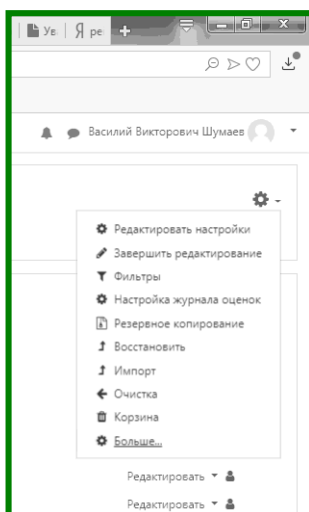 Ув
Я ре
Василий Викторович Шумаев
Редактировать настройки
Завершить редактирование
Фильтры
Настройка журнала оценок
Резервное копирование
Восстановить
Импорт
Очистка
Корзина
Больше...
Редактировать
Редактировать